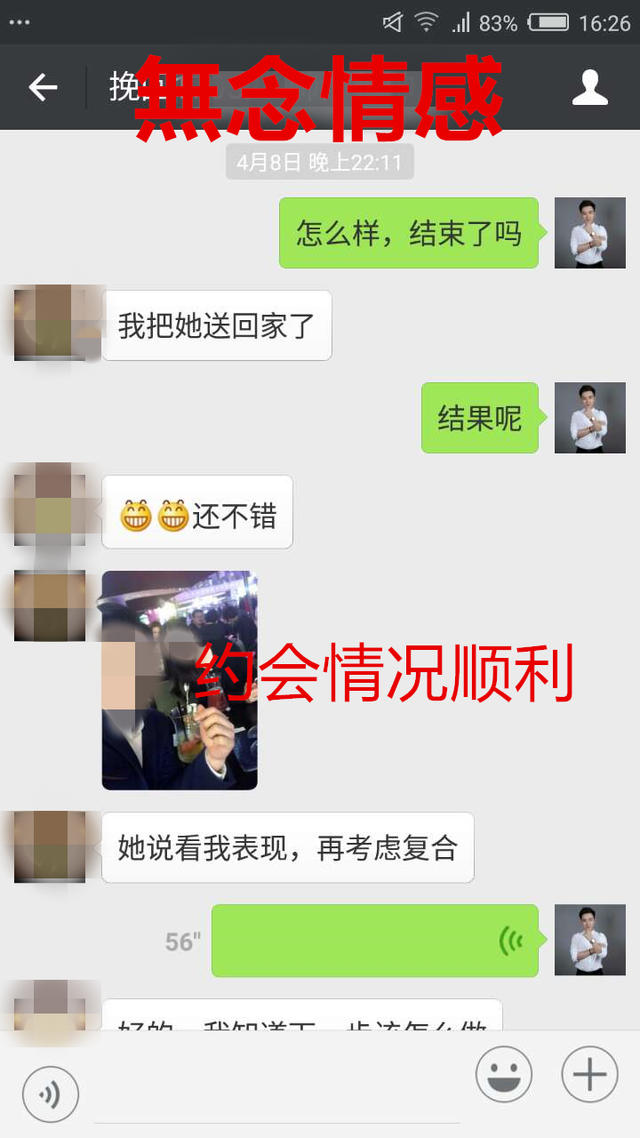 83% 16:26
挽
無念情感
4月8日 晚上22:11
怎么样，结束了吗
我把她送回家了
结果呢
😁😁还不错
约会情况顺利
她说看我表现，再考虑复合
56"
好的，我知道下一步该怎么做